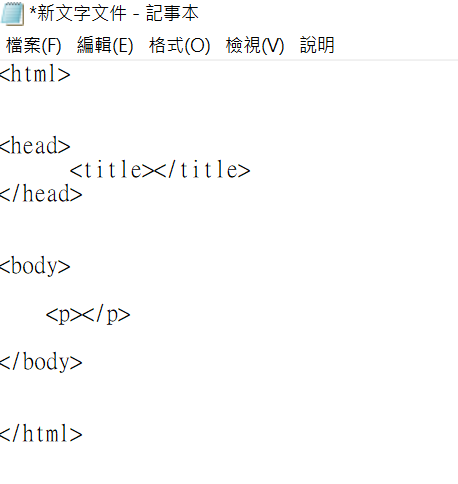 *新文字文件 - 記事本
檔案(F) 編輯(E) 格式(O) 檢視(V) 說明
<html>
<head>
<title></title>
</head>
<body>
<p></p>
</body>
</html>